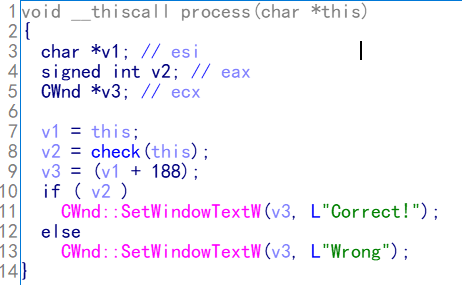 1 void __thiscall process(char *this)
2 {
3   char *v1; // esi
4   signed int v2; // eax
5   CWnd *v3; // ecx
6
7   v1 = this;
8   v2 = check(this);
9   v3 = (v1 + 188);
10   if ( v2 )
11     CWnd::SetWindowTextW(v3, L"Correct!");
12   else
13     CWnd::SetWindowTextW(v3, L"Wrong");
14 }